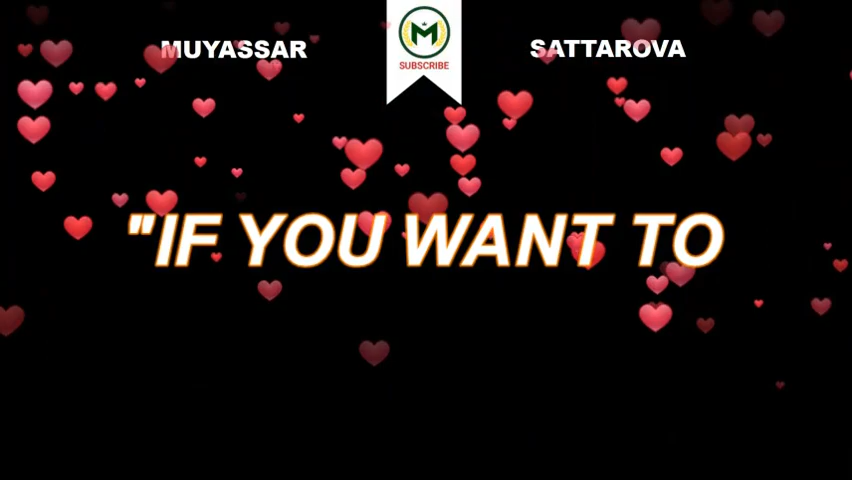 MUYASSAR SATTAROVA
M
SUBSCRIBE
"IF YOU WANT TO